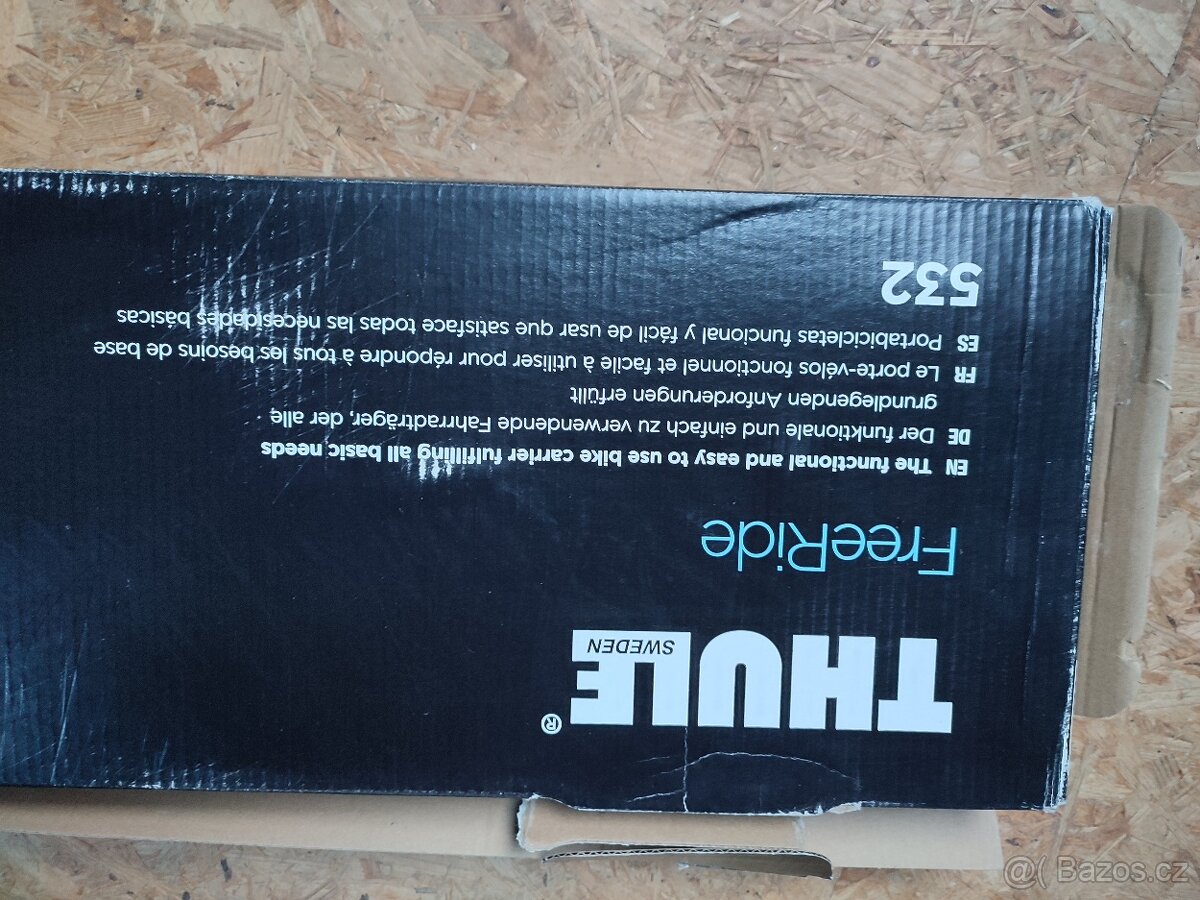 THULE®
SWEDEN
FreeRide
EN The functional and easy to use bike carrier fulfilling all basic needs
DE Der funktionale und einfach zu verwendende Fahrradträger, der alle
grundlegenden Anforderungen erfüllt
FR Le porte-vélos fonctionnel et facile à utiliser pour répondre à tous les besoins de base
ES Portabicicletas funcional y fácil de usar que satisface todas las necesidades básicas
532
@( Bazos.cz